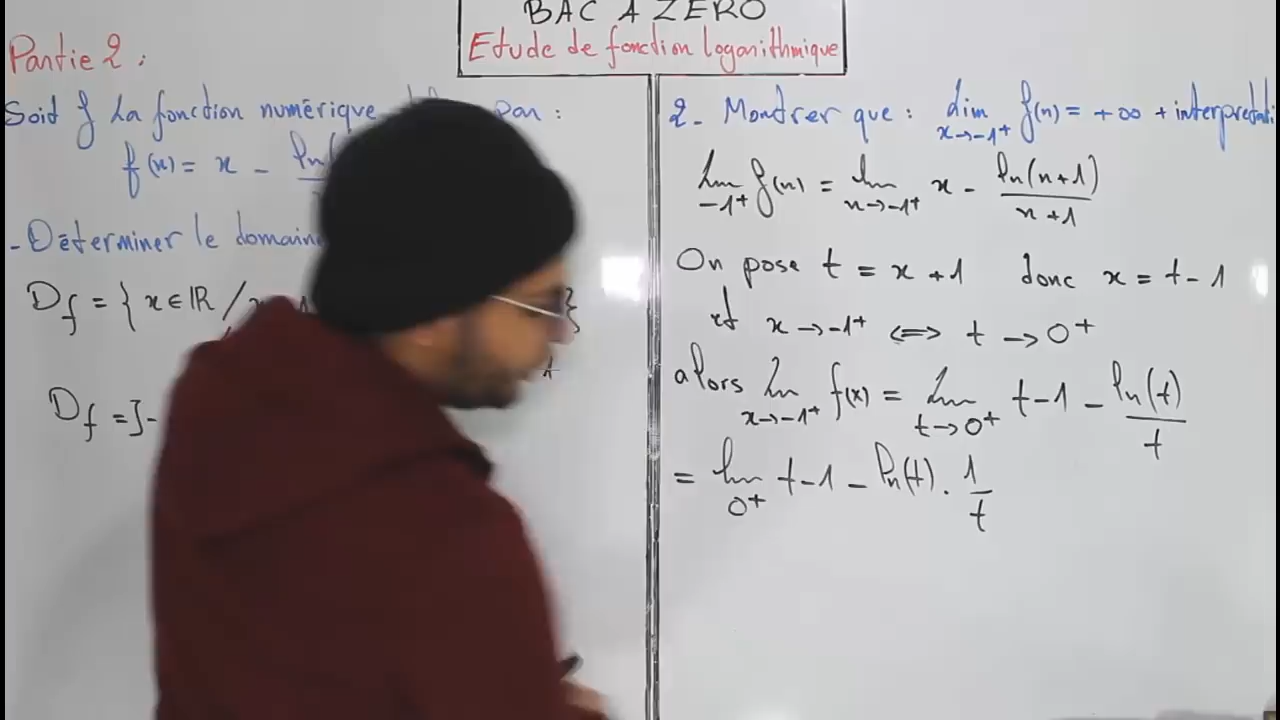 BAC A ZERO
Etude de fonction logarithmique
Partie 2 :
Soit f La fonction numérique par :
f(x) = x - ln
- Déterminer le domaine
Df = { x ∈ IR / }
Df = ]-
2- Montrer que : lim x→-1+ f(x) = +∞ + interpretati
lim -1+ f(x) = lim x→-1+ x - ln(x+1)/x+1
On pose t = x+1 donc x = t-1
et x→-1+ ⟺ t→0+
alors lim x→-1+ f(x) = lim t→0+ t-1 - ln(t)/t
= lim 0+ t-1 - ln(t) . 1/t